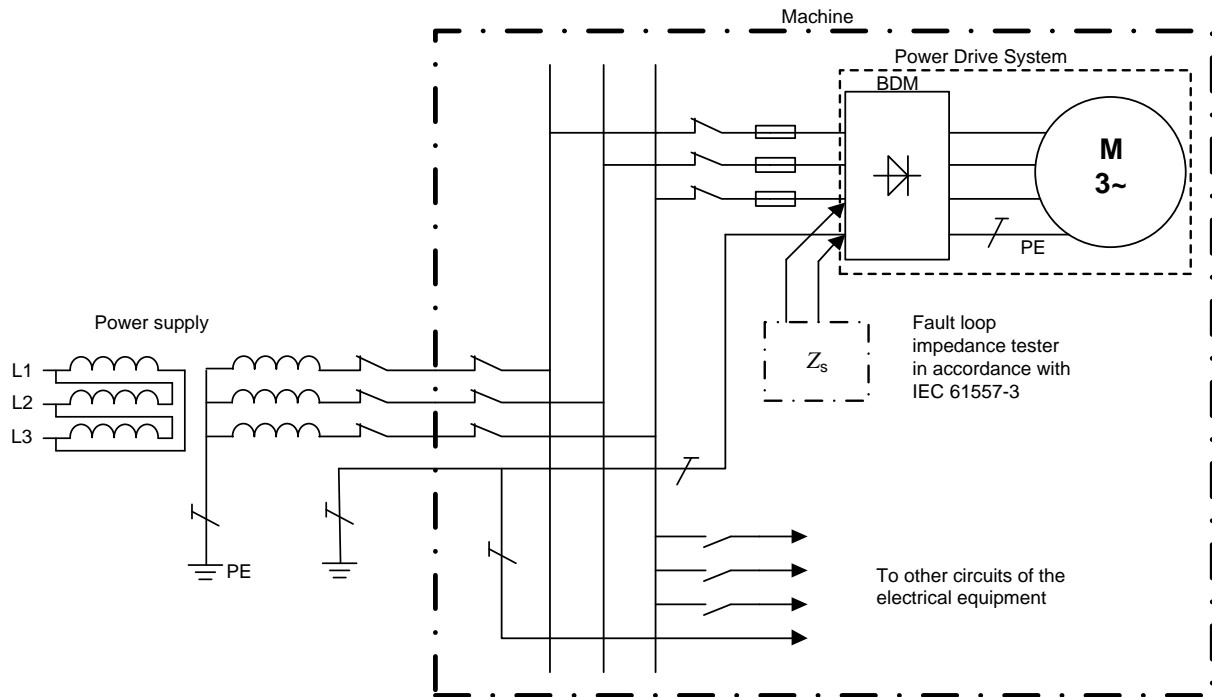 Machine
Power Drive System
BDM
M
3~
PE
Power supply
L1
L2
L3
Zs
Fault loop
impedance tester
in accordance with
IEC 61557-3
PE
To other circuits of the
electrical equipment